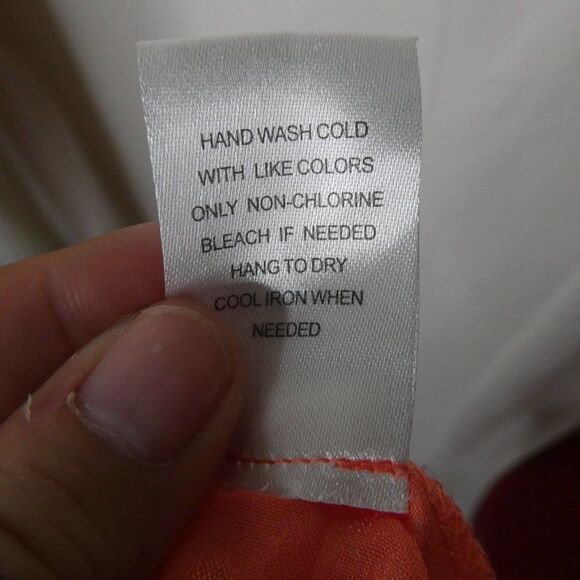 HAND WASH COLD
WITH LIKE COLORS
ONLY NON-CHLORINE
BLEACH IF NEEDED
HANG TO DRY
COOL IRON WHEN
NEEDED